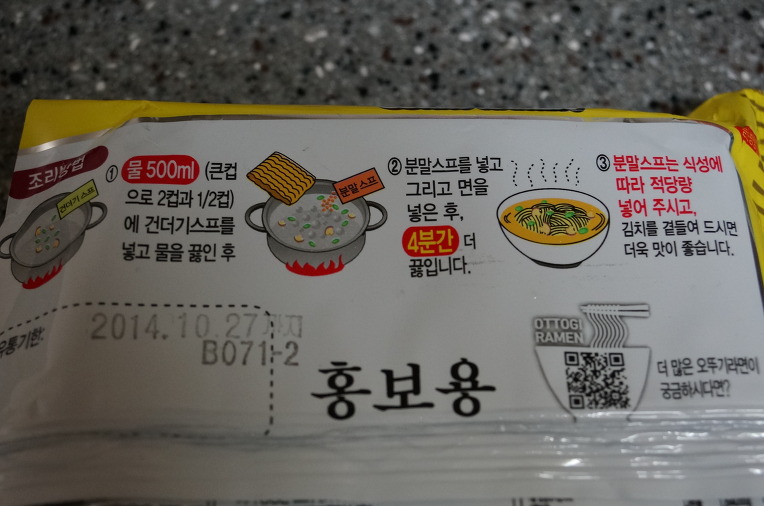 조리방법
건더기 스프
① 물 500ml (큰컵
으로 2컵과 1/2컵)
에 건더기스프를
넣고 물을 끓인 후
분말스프
② 분말스프를 넣고
그리고 면을
넣은 후,
4분간 더
끓입니다.
③ 분말스프는 식성에
따라 적당량
넣어 주시고,
김치를 곁들여 드시면
더욱 맛이 좋습니다.
유통기한:
2014.10.27까지
B071-2
홍보용
OTTOGI
RAMEN
더 많은 오뚜기라면이
궁금하시다면?